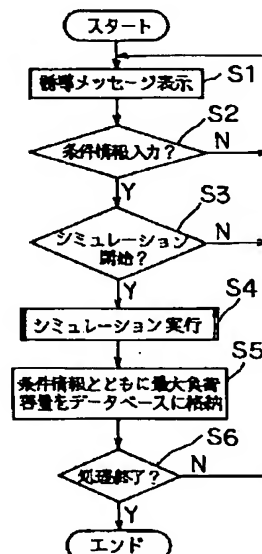 スタート
誘導メッセージ表示
S1
S2
条件情報入力?
N
Y
S3
シミュレーション
開始?
N
Y
S4
シミュレーション実行
S5
条件情報とともに最大負荷
容量をデータベースに格納
S6
処理終了?
N
Y
エンド